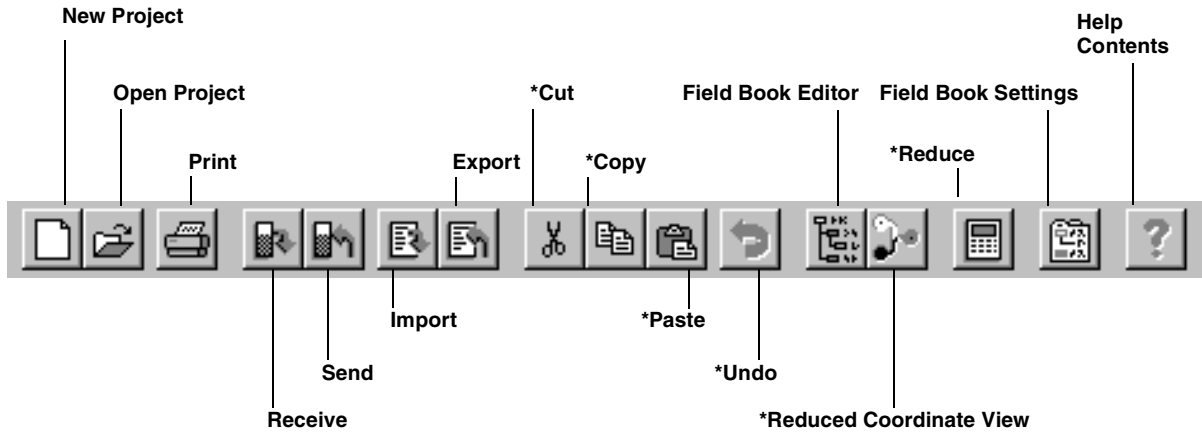 New Project
Help
Contents
Open Project
*Cut
Field Book Editor
Field Book Settings
Print
Export
*Copy
*Reduce
Import
*Paste
Send
*Undo
Receive
*Reduced Coordinate View